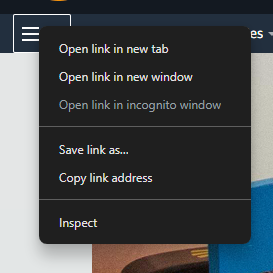 es
Open link in new tab
Open link in new window
Open link in incognito window
Save link as...
Copy link address
Inspect